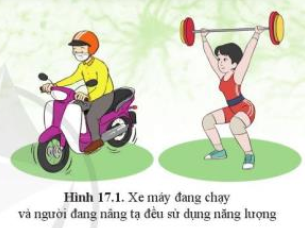 Hình 17.1. Xe máy đang chạy
và người đang nâng tạ đều sử dụng năng lượng